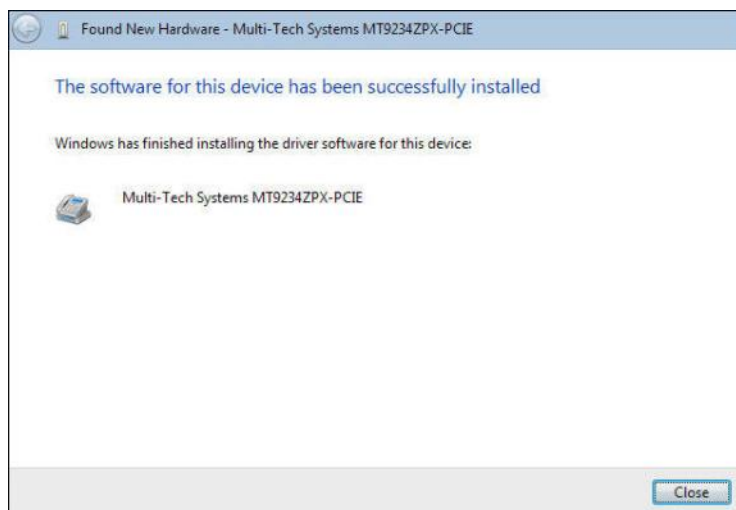 Found New Hardware - Multi-Tech Systems MT9234ZPX-PCIE
The software for this device has been successfully installed
Windows has finished installing the driver software for this device:
Multi-Tech Systems MT9234ZPX-PCIE
Close